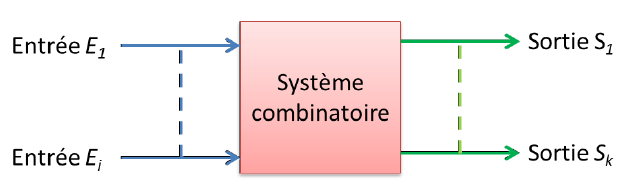 Entrée E1
Sortie S1
Système
combinatoire
Entrée Ei
Sortie Sk